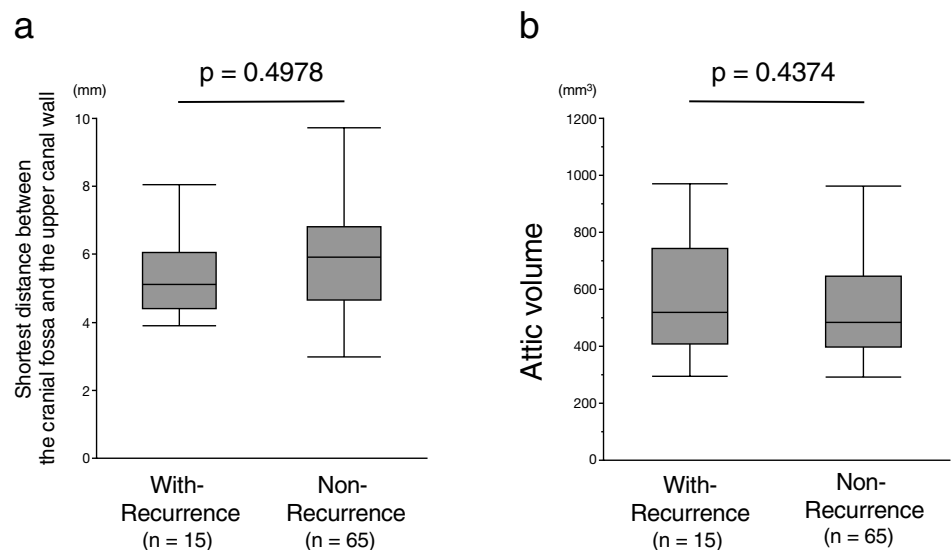 a
p = 0.4978
(mm)
10
8
6
4
2
0
Shortest distance between
the cranial fossa and the upper canal wall
With-
Recurrence
(n = 15)
Non-
Recurrence
(n = 65)
b
p = 0.4374
(mm³)
1200
1000
800
600
400
200
0
Attic volume
With-
Recurrence
(n = 15)
Non-
Recurrence
(n = 65)